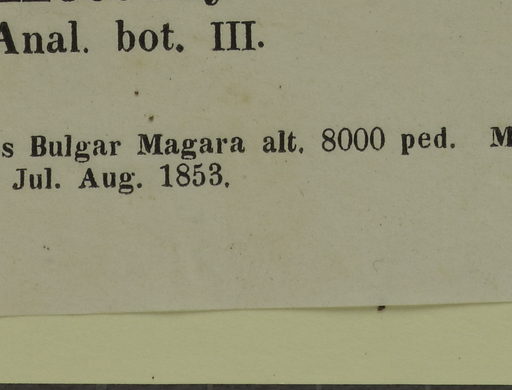 Anal. bot. III.
s Bulgar Magara alt. 8000 ped. M
Jul. Aug. 1853.